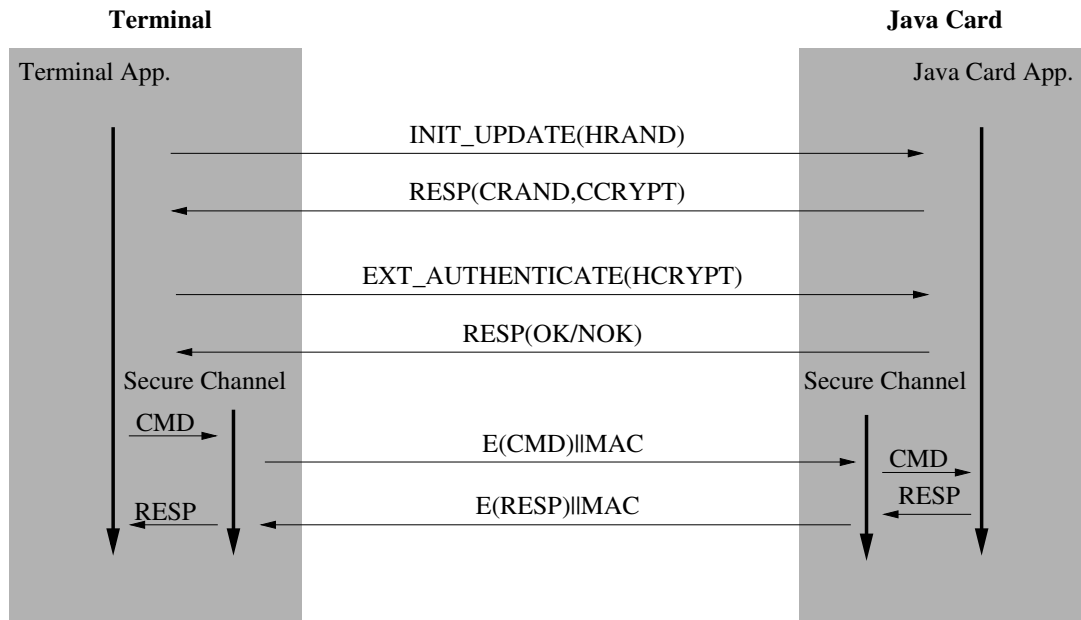 Terminal
Java Card
Terminal App.
Java Card App.
INIT_UPDATE(HRAND)
RESP(CRAND,CCRYPT)
EXT_AUTHENTICATE(HCRYPT)
RESP(OK/NOK)
Secure Channel
Secure Channel
CMD
E(CMD)||MAC
CMD
RESP
E(RESP)||MAC
RESP